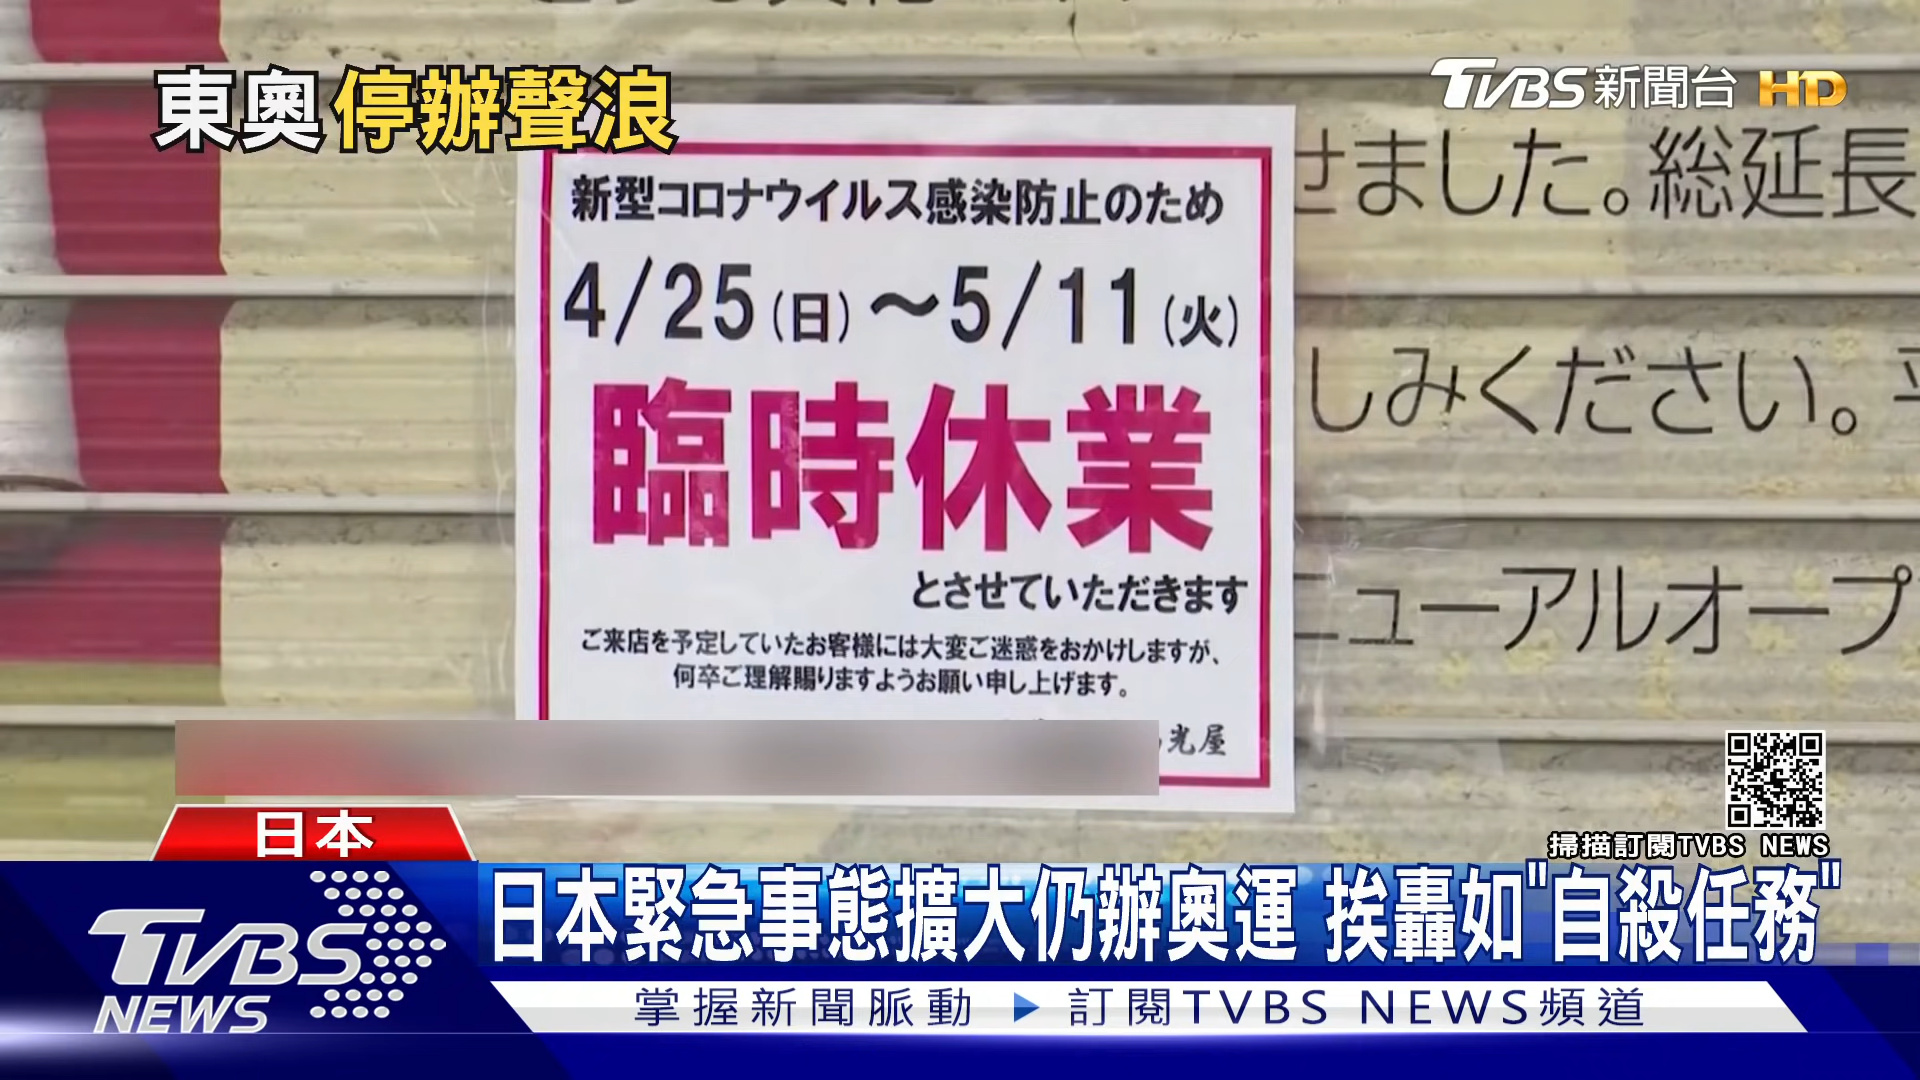 東奧停辦聲浪
TVBS新聞台 HD
新型コロナウイルス感染防止のため
4/25(日)~5/11(火)
臨時休業
とさせていただきます
ご来店を予定していたお客様には大変ご迷惑をおかけしますが、
何卒ご理解賜りますようお願い申し上げます。
光屋
せました。総延長
しみください。
ニューアルオープ
掃描訂閱TVBS NEWS
日本
日本緊急事態擴大仍辦奧運 挨轟如"自殺任務"
TVBS
NEWS
掌握新聞脈動 ▶ 訂閱TVBS NEWS頻道